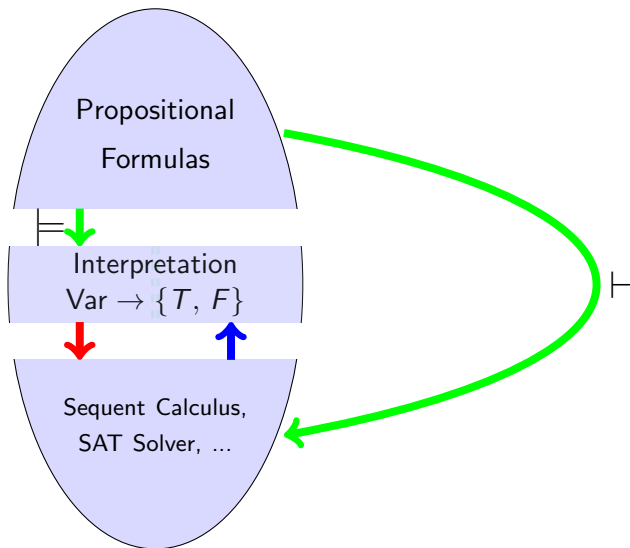 Propositional
Formulas
⊨
Interpretation
Var → {T, F}
⊢
Sequent Calculus,
SAT Solver, ...